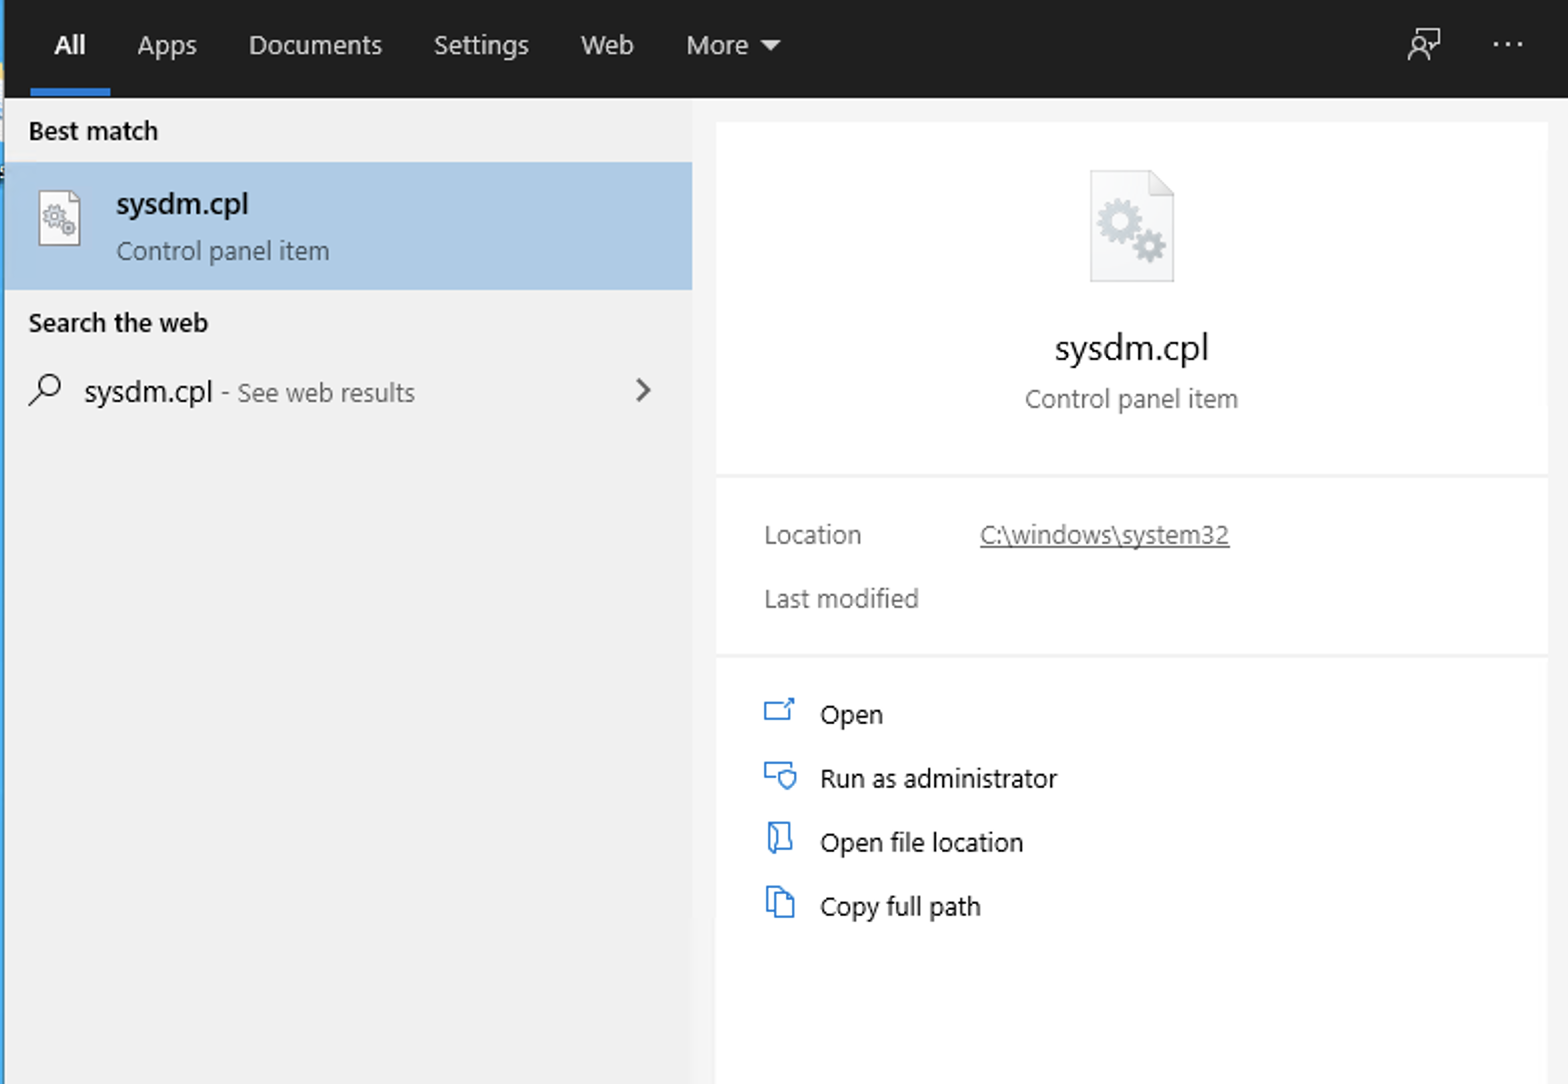 All Apps Documents Settings Web More
Best match
sysdm.cpl
Control panel item
Search the web
sysdm.cpl - See web results
sysdm.cpl
Control panel item
Location C:\windows\system32
Last modified
Open
Run as administrator
Open file location
Copy full path